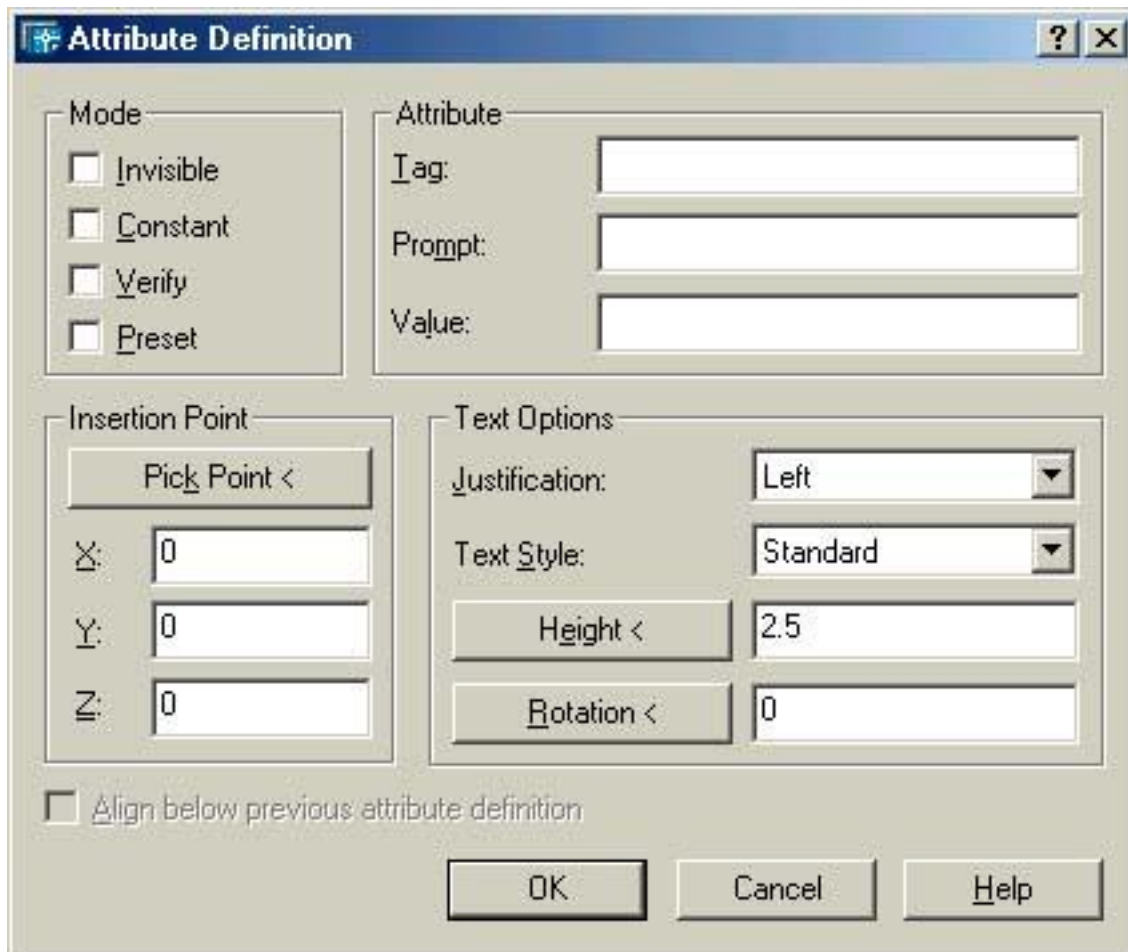 Attribute Definition
Mode
Invisible
Constant
Verify
Preset
Attribute
Tag:
Prompt:
Value:
Insertion Point
Pick Point <
X: 0
Y: 0
Z: 0
Text Options
Justification: Left
Text Style: Standard
Height < 2.5
Rotation < 0
Align below previous attribute definition
OK Cancel Help